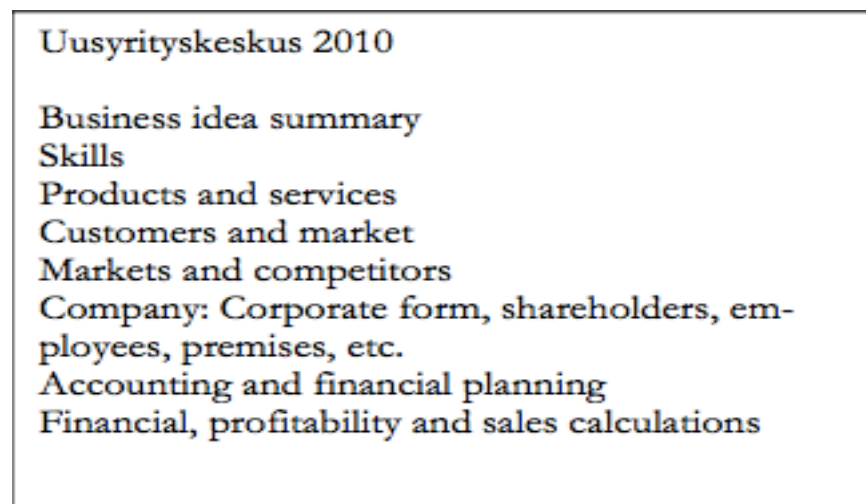 Uusyrityskeskus 2010
Business idea summary
Skills
Products and services
Customers and market
Markets and competitors
Company: Corporate form, shareholders, em-
ployees, premises, etc.
Accounting and financial planning
Financial, profitability and sales calculations